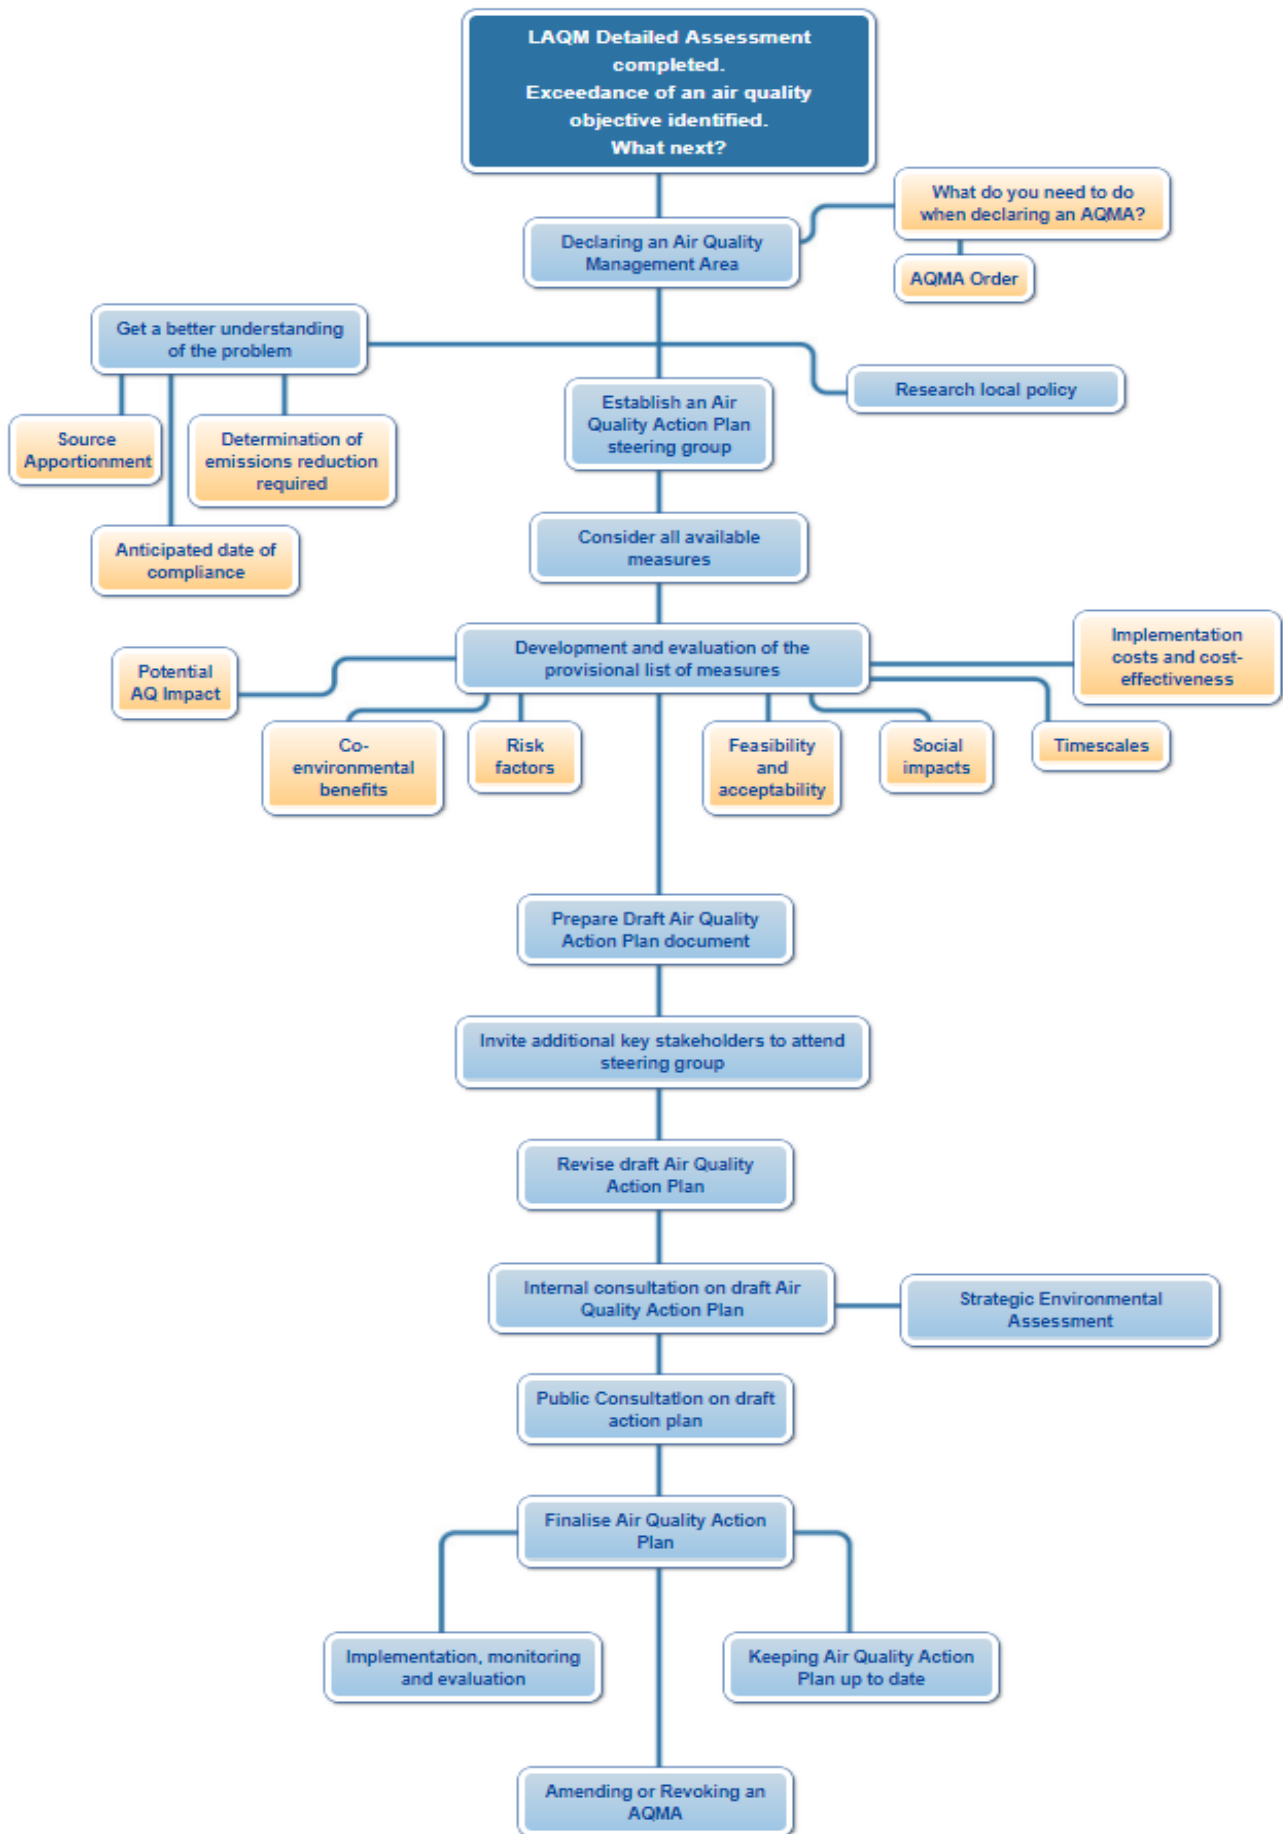 LAQM Detailed Assessment
completed.
Exceedance of an air quality
objective identified.
What next?
What do you need to do
when declaring an AQMA?
Declaring an Air Quality
Management Area
AQMA Order
Get a better understanding
of the problem
Research local policy
Establish an Air
Quality Action Plan
steering group
Source
Apportionment
Determination of
emissions reduction
required
Anticipated date of
compliance
Consider all available
measures
Development and evaluation of the
provisional list of measures
Implementation
costs and cost-
effectiveness
Potential
AQ Impact
Co-
environmental
benefits
Risk
factors
Feasibility
and
acceptability
Social
impacts
Timescales
Prepare Draft Air Quality
Action Plan document
Invite additional key stakeholders to attend
steering group
Revise draft Air Quality
Action Plan
Internal consultation on draft Air
Quality Action Plan
Strategic Environmental
Assessment
Public Consultation on draft
action plan
Finalise Air Quality Action
Plan
Implementation, monitoring
and evaluation
Keeping Air Quality Action
Plan up to date
Amending or Revoking an
AQMA